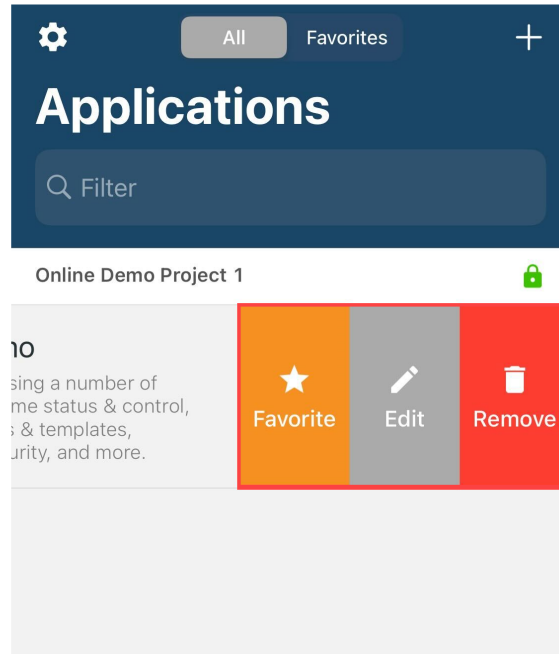 All Favorites
Applications
Filter
Online Demo Project 1
sing a number of
me status & control,
& templates,
urity, and more.
Favorite Edit Remove